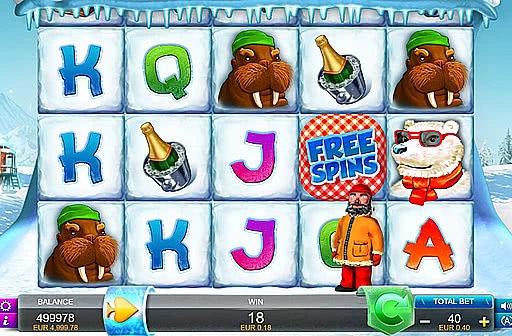 K Q
K J FREE
SPINS
K J Q A
BALANCE WIN TOTAL BET
499978 18 - 40 +
EUR 4,999.78 EUR 0.18 EUR 0.40
i